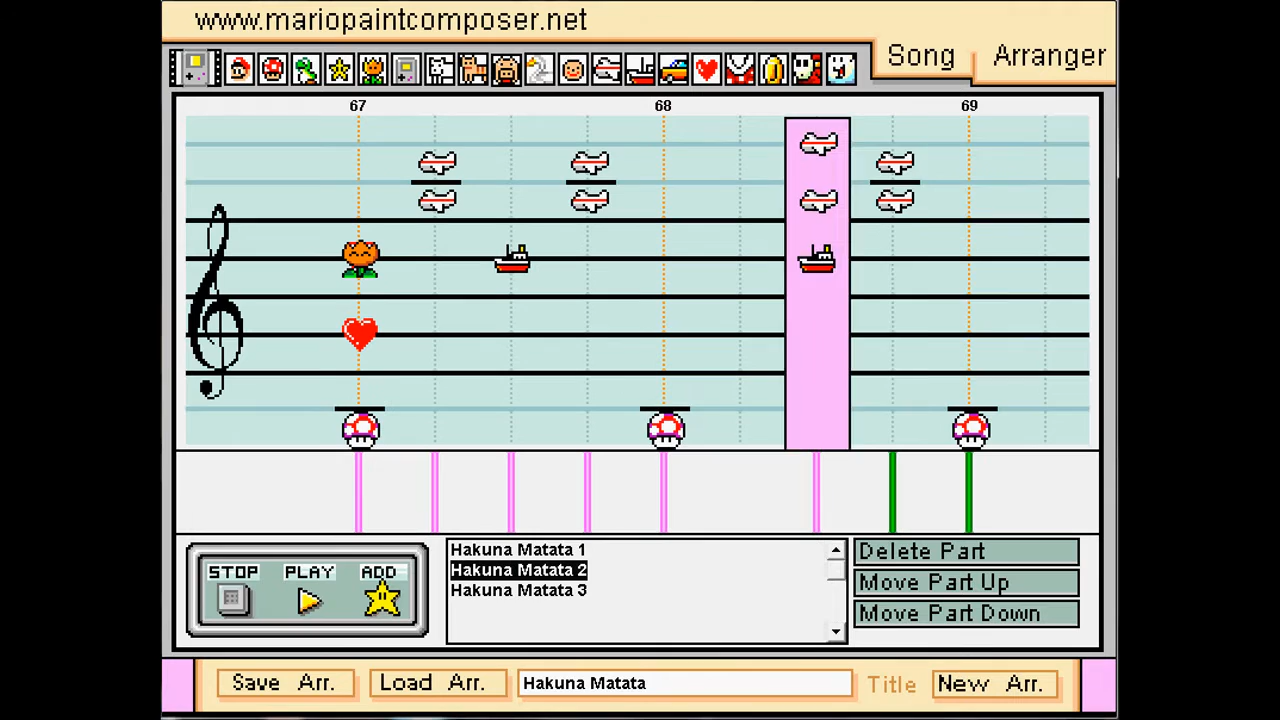 www.mariopaintcomposer.net
Song Arranger
67 68 69
STOP PLAY ADD
Hakuna Matata 1
Hakuna Matata 2
Hakuna Matata 3
Delete Part
Move Part Up
Move Part Down
Save Arr. Load Arr. Hakuna Matata Title New Arr.